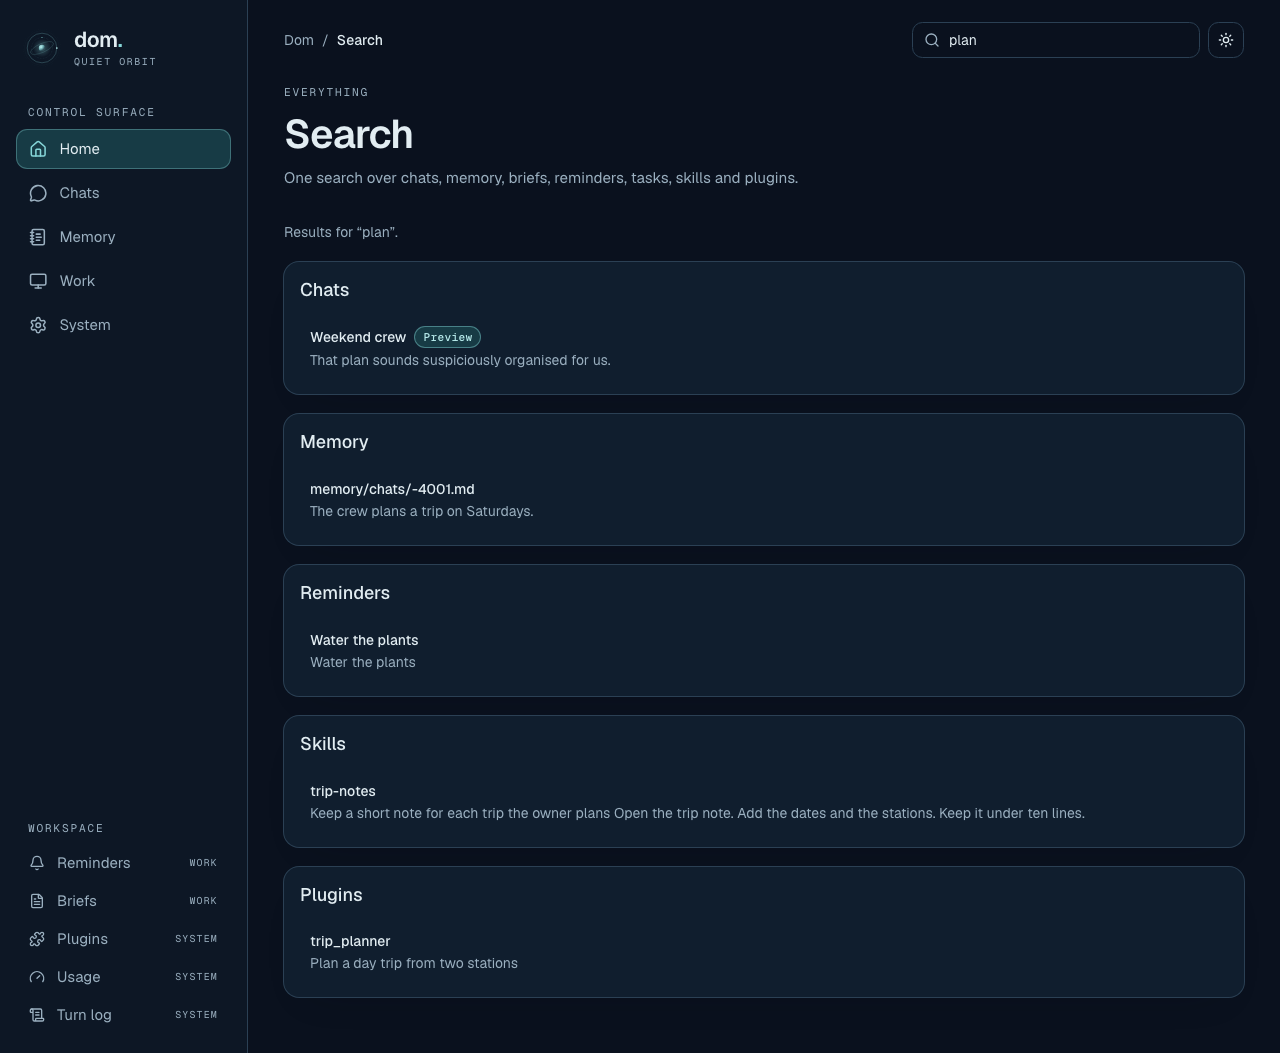 dom.
QUIET ORBIT
CONTROL SURFACE
Home
Chats
Memory
Work
System
WORKSPACE
Reminders WORK
Briefs WORK
Plugins SYSTEM
Usage SYSTEM
Turn log SYSTEM
Dom / Search
plan
EVERYTHING
Search
One search over chats, memory, briefs, reminders, tasks, skills and plugins.
Results for “plan”.
Chats
Weekend crew Preview
That plan sounds suspiciously organised for us.
Memory
memory/chats/-4001.md
The crew plans a trip on Saturdays.
Reminders
Water the plants
Water the plants
Skills
trip-notes
Keep a short note for each trip the owner plans Open the trip note. Add the dates and the stations. Keep it under ten lines.
Plugins
trip_planner
Plan a day trip from two stations